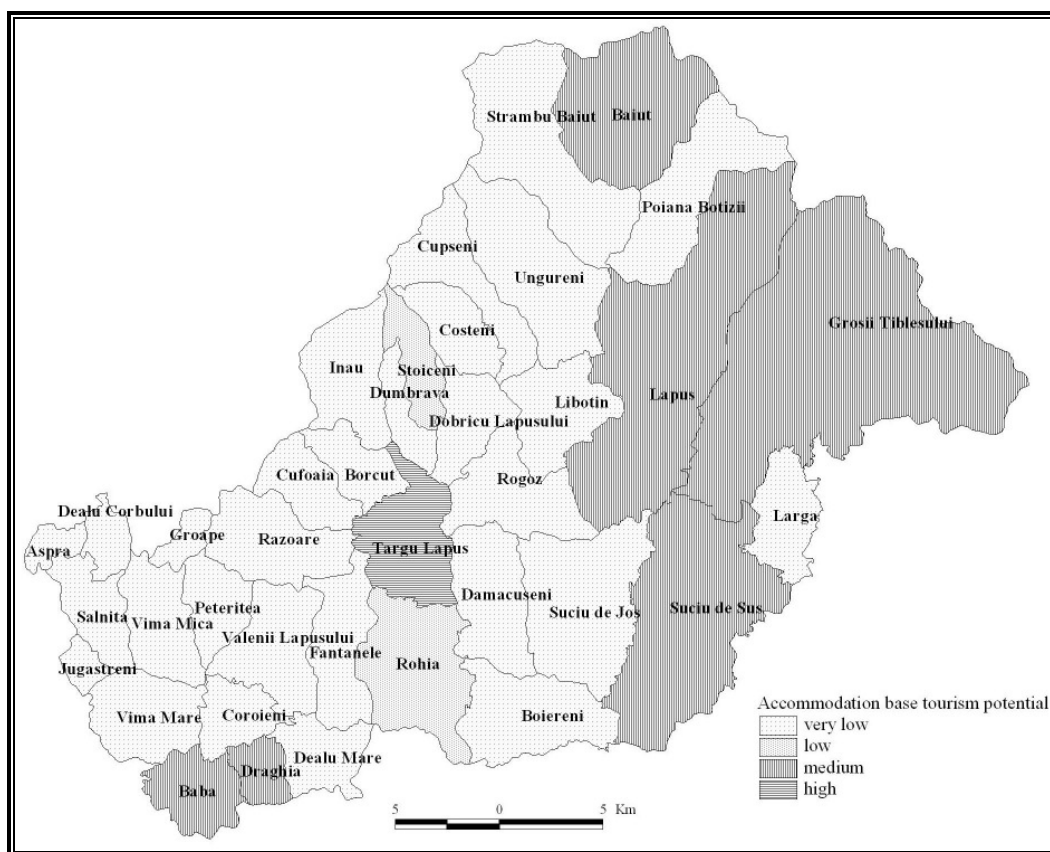 Strambu Baiut
Baiut
Poiana Botizii
Cupseni
Ungureni
Costeni
Grosii Tiblesului
Inau
Stoiceni
Dumbrava
Lapus
Libotin
Dobricu Lapusului
Cufoaia
Borcut
Rogoz
Dealu Corbului
Larga
Groape
Razoare
Aspra
Targu Lapus
Damacuseni
Peteritea
Suciu de Jos
Suciu de Sus
Salnita
Vima Mica
Valenii Lapusului
Fantanele
Rohia
Jugastreni
Vima Mare
Coroieni
Boiereni
Dealu Mare
Draghia
Baba
Accommodation base tourism potential
very low
low
medium
high
5 0 5 Km